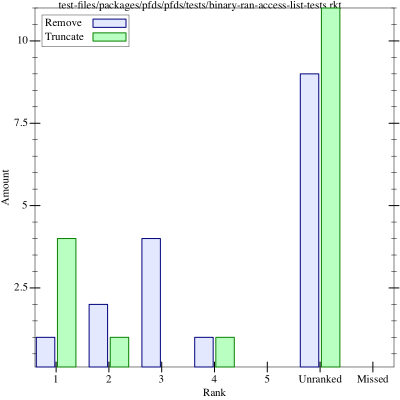 test-files/packages/pfds/pfds/tests/binary-ran-access-list-tests.rkt
Remove
Truncate
10
7.5
5
2.5
Amount
1 2 3 4 5 Unranked Missed
Rank